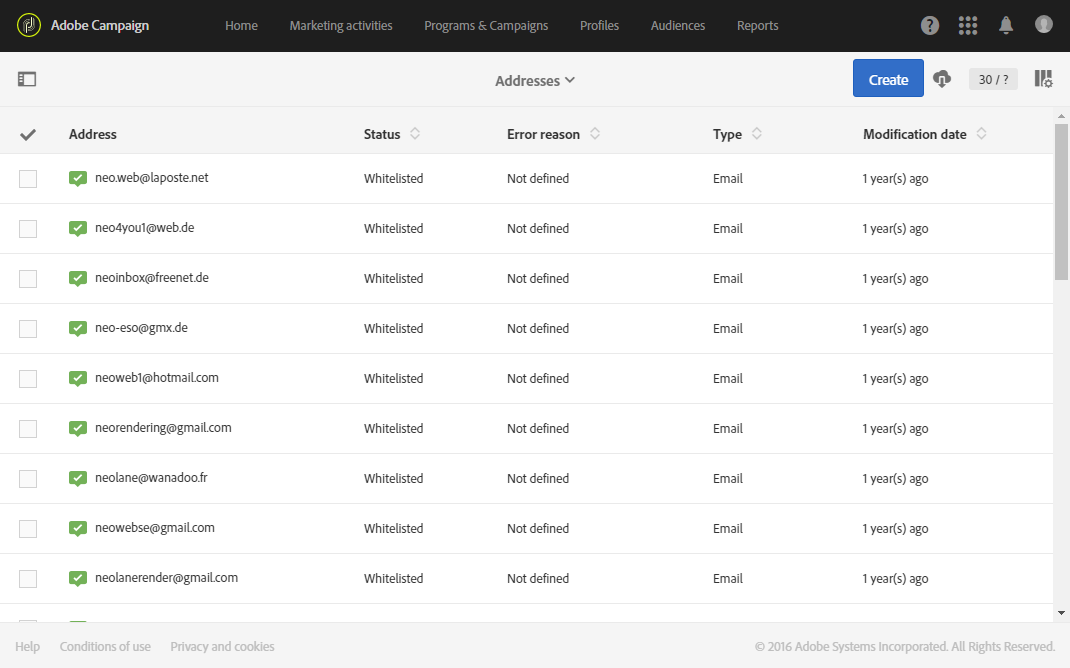 Adobe Campaign Home Marketing activities Programs & Campaigns Profiles Audiences Reports ?
Addresses Create 30 / ?
Address Status Error reason Type Modification date
neo.web@laposte.net Whitelisted Not defined Email 1 year(s) ago
neo4you1@web.de Whitelisted Not defined Email 1 year(s) ago
neoinbox@freenet.de Whitelisted Not defined Email 1 year(s) ago
neo-eso@gmx.de Whitelisted Not defined Email 1 year(s) ago
neoweb1@hotmail.com Whitelisted Not defined Email 1 year(s) ago
neorendering@gmail.com Whitelisted Not defined Email 1 year(s) ago
neolane@wanadoo.fr Whitelisted Not defined Email 1 year(s) ago
neowebse@gmail.com Whitelisted Not defined Email 1 year(s) ago
neolanerender@gmail.com Whitelisted Not defined Email 1 year(s) ago
Help Conditions of use Privacy and cookies © 2016 Adobe Systems Incorporated. All Rights Reserved.